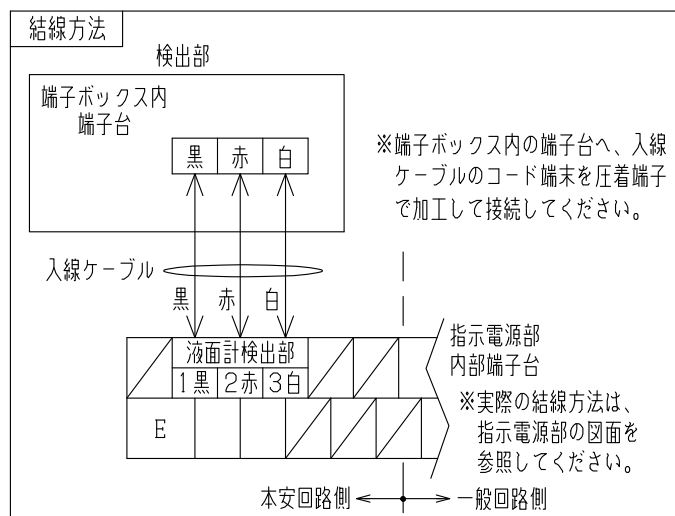 結線方法
検出部
端子ボックス内
端子台
黒 赤 白
※端子ボックス内の端子台へ、入線
ケーブルのコード端末を圧着端子
で加工して接続してください。
入線ケーブル
黒 赤 白
液面計検出部
1黒 2赤 3白
E
指示電源部
内部端子台
※実際の結線方法は、
指示電源部の図面を
参照してください。
本安回路側 一般回路側